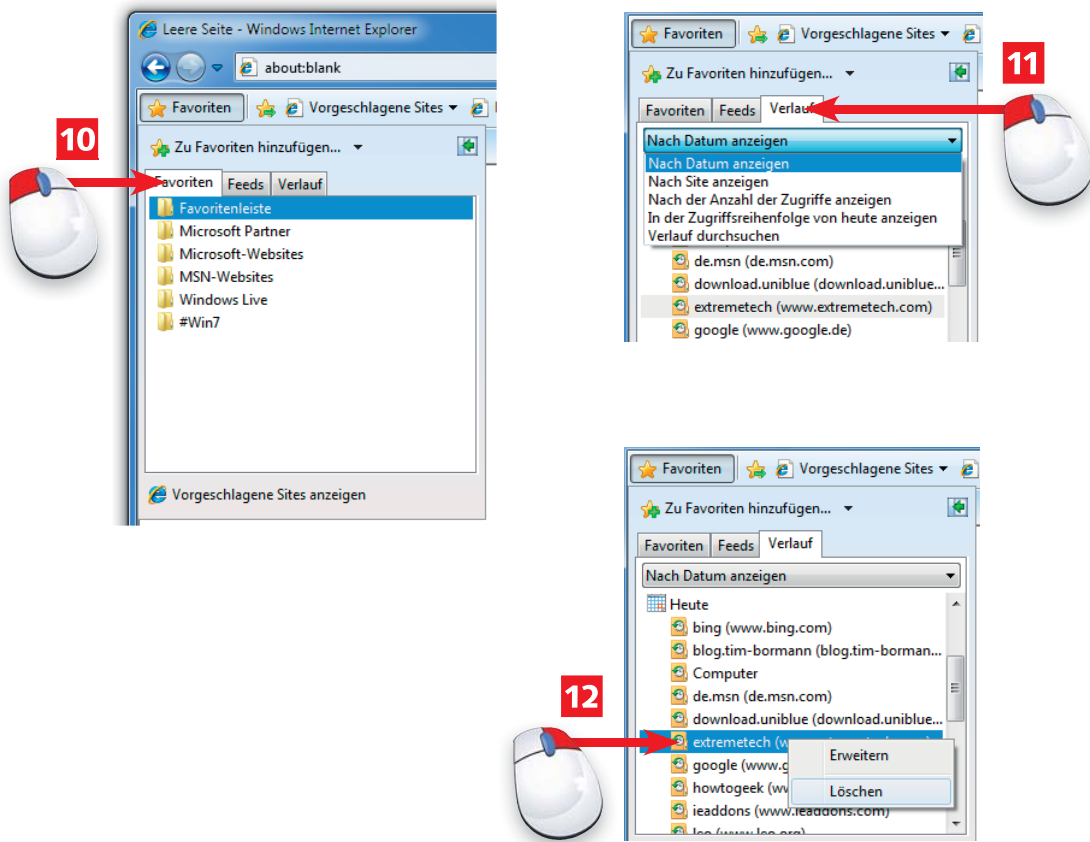 Leere Seite - Windows Internet Explorer
about:blank
Favoriten Vorgeschlagene Sites
10
Zu Favoriten hinzufügen...
Favoriten Feeds Verlauf
Favoritenleiste
Microsoft Partner
Microsoft-Websites
MSN-Websites
Windows Live
#Win7
Vorgeschlagene Sites anzeigen
Favoriten Vorgeschlagene Sites
11
Zu Favoriten hinzufügen...
Favoriten Feeds Verlauf
Nach Datum anzeigen
Nach Datum anzeigen
Nach Site anzeigen
Nach der Anzahl der Zugriffe anzeigen
In der Zugriffsreihenfolge von heute anzeigen
Verlauf durchsuchen
de.msn (de.msn.com)
download.uniblue (download.uniblue...
extremetech (www.extremetech.com)
google (www.google.de)
Favoriten Vorgeschlagene Sites
Zu Favoriten hinzufügen...
Favoriten Feeds Verlauf
Nach Datum anzeigen
Heute
bing (www.bing.com)
blog.tim-bormann (blog.tim-borman...
Computer
de.msn (de.msn.com)
12
download.uniblue (download.uniblue...
extremetech
Erweitern
google (www.g
howtogeek
Löschen
ieaddons (www.ieaddons.com)
leo (www.leo.org)